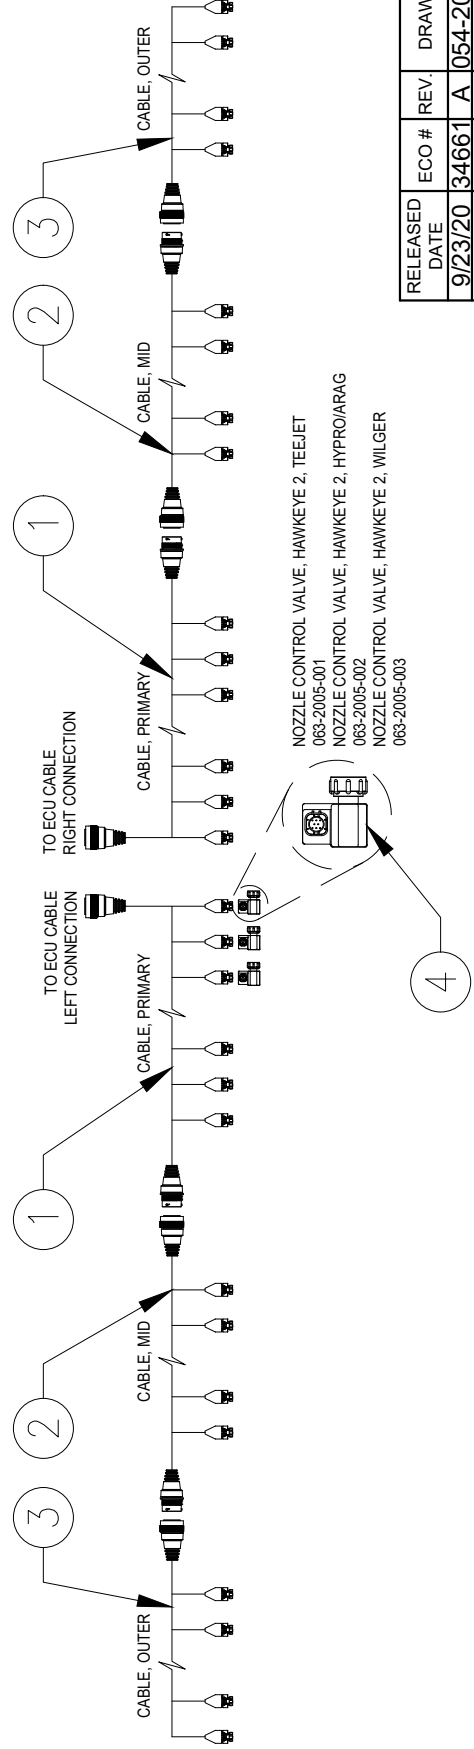 3
2
1
TO ECU CABLE
LEFT CONNECTION
TO ECU CABLE
RIGHT CONNECTION
1
2
3
CABLE, OUTER
CABLE, MID
CABLE, PRIMARY
CABLE, PRIMARY
CABLE, MID
CABLE, OUTER
4
NOZZLE CONTROL VALVE, HAWKEYE 2, TEEJET
063-2005-001
NOZZLE CONTROL VALVE, HAWKEYE 2, HYPRO/ARAG
063-2005-002
NOZZLE CONTROL VALVE, HAWKEYE 2, WILGER
063-2005-003
RELEASED DATE ECO # REV. DRAW
9/23/20 34661 A 054-20